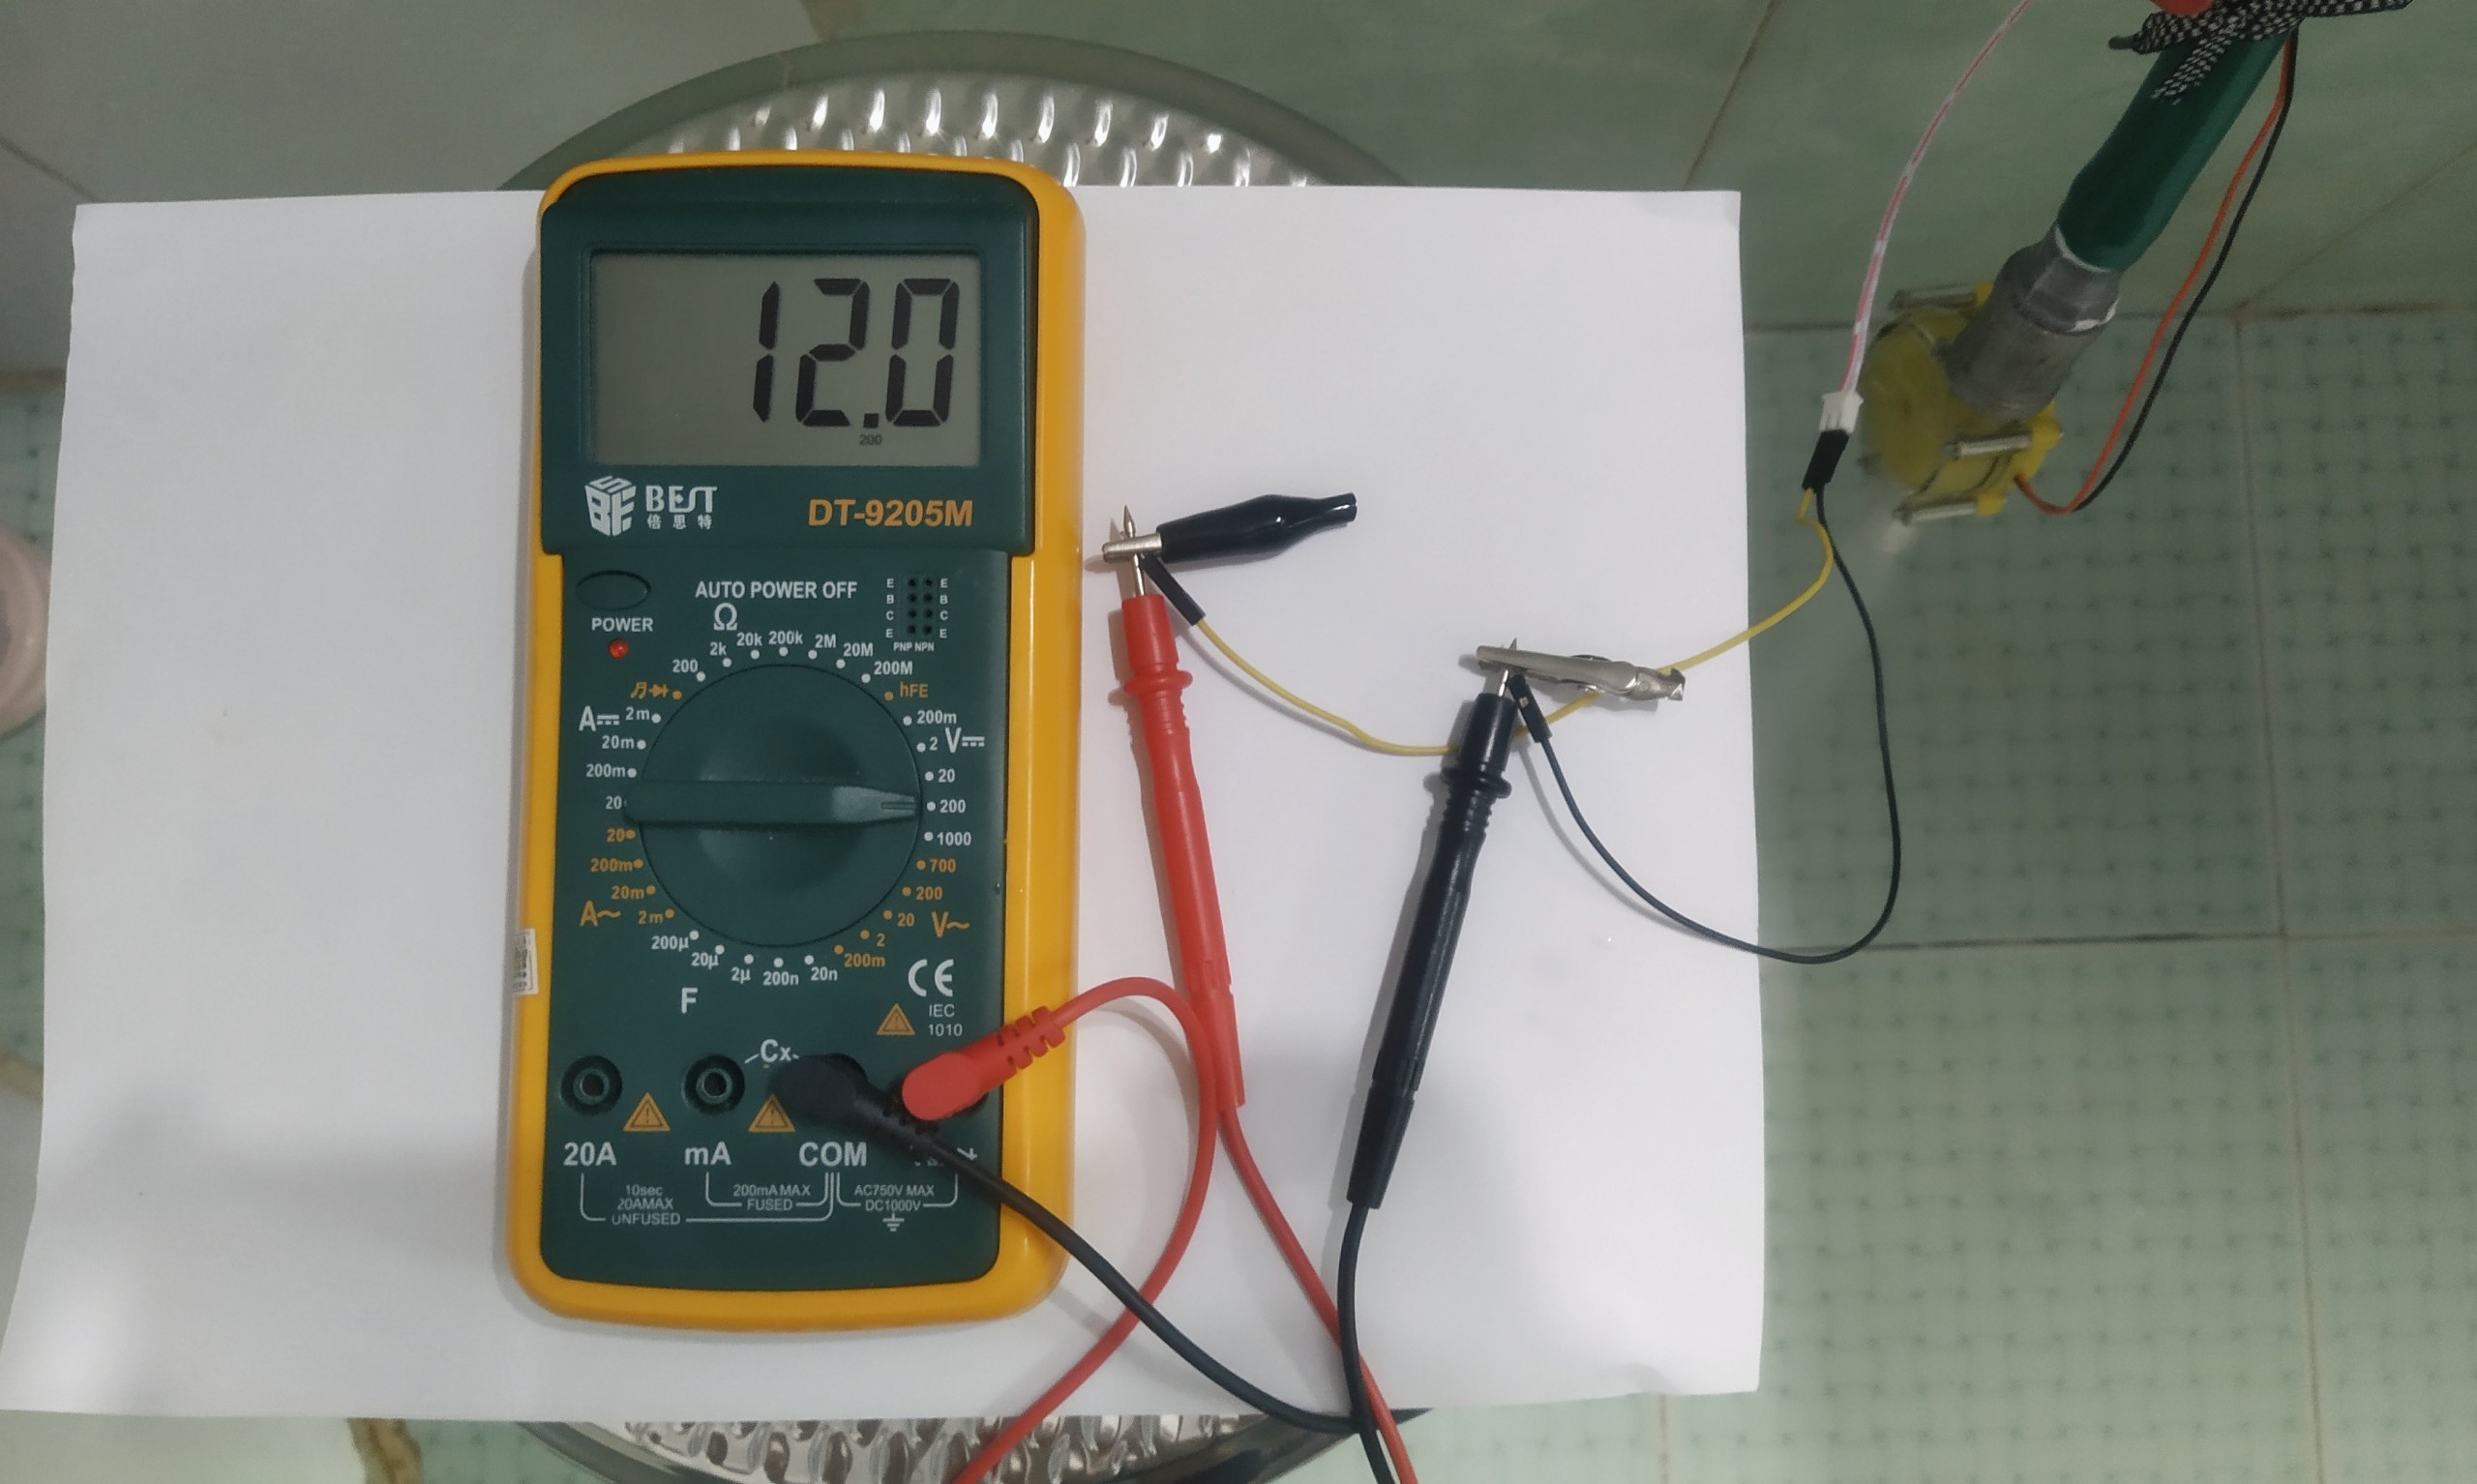 12.0
200
BEST
倍思特
DT-9205M
AUTO POWER OFF
POWER
Ω
E E
B B
C C
E E
PNP NPN
200 2k 20k 200k 2M 20M 200M
hFE
A⎓ 2m
20m
200m
20
200m
2 V⎓
20
200
1000
20
200m
20m
A~ 2m
700
200
20 V~
2
200m
200µ 20µ 2µ 200n 20n
F
CE
IEC
1010
Cx
20A mA COM
10sec
20AMAX
UNFUSED
200mA MAX
FUSED
AC750V MAX
DC1000V